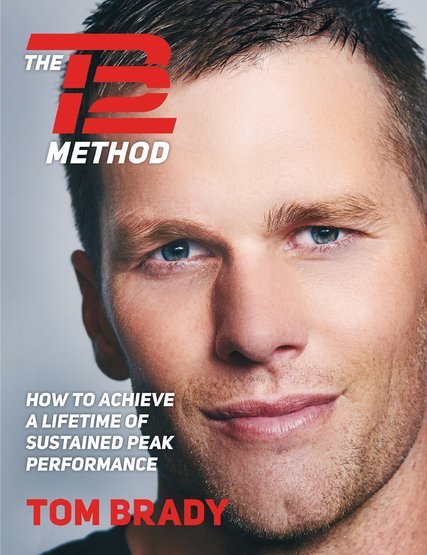 THE
TB12
METHOD
HOW TO ACHIEVE
A LIFETIME OF
SUSTAINED PEAK
PERFORMANCE
TOM BRADY